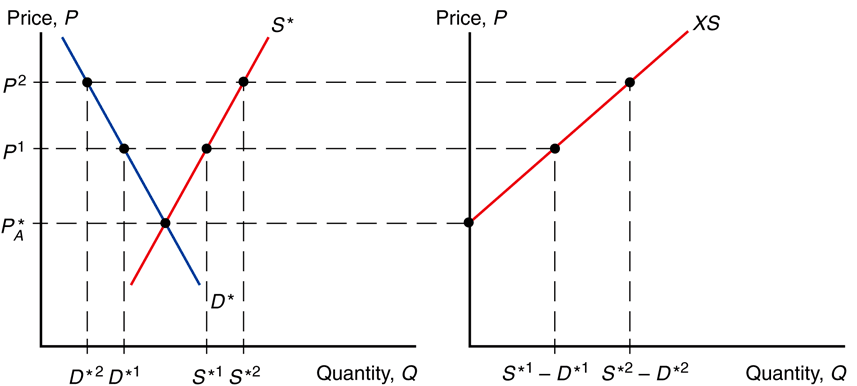 Price, P
S*
P²
P¹
P*A
D*
D*² D*¹
S*¹ S*²
Quantity, Q
Price, P
XS
S*¹ – D*¹
S*² – D*²
Quantity, Q